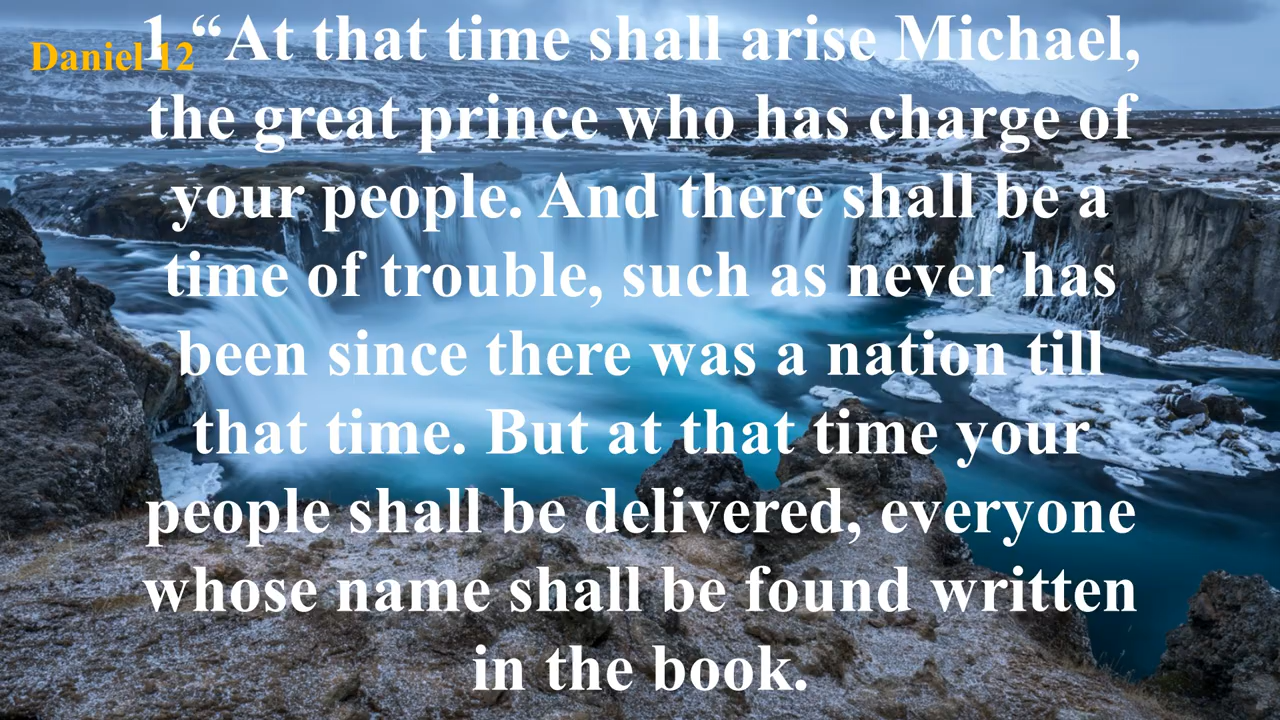 Daniel 12
1 “At that time shall arise Michael,
the great prince who has charge of
your people. And there shall be a
time of trouble, such as never has
been since there was a nation till
that time. But at that time your
people shall be delivered, everyone
whose name shall be found written
in the book.